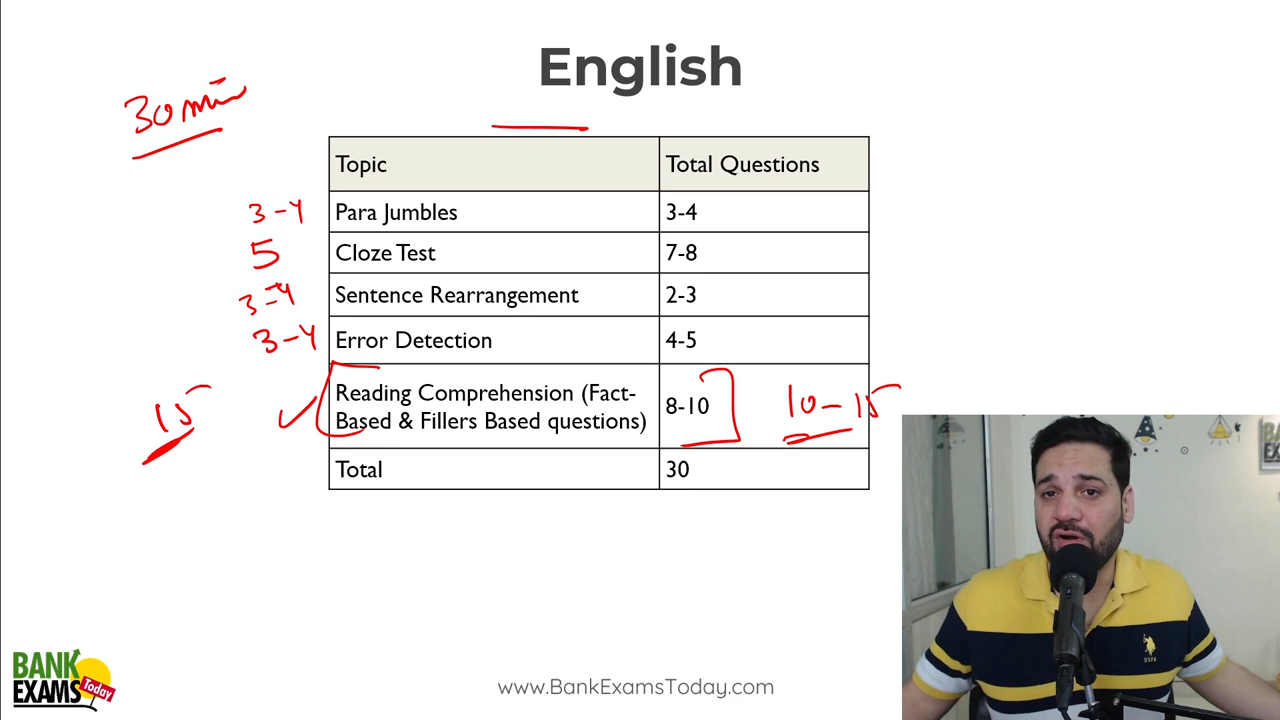 English
30 min
Topic Total Questions
3-4 Para Jumbles 3-4
5 Cloze Test 7-8
3-4 Sentence Rearrangement 2-3
3-4 Error Detection 4-5
15 Reading Comprehension (Fact- 8-10 10-15
Based & Fillers Based questions)
Total 30
USPA
BANK
EXAMS
Today
www.BankExamsToday.com